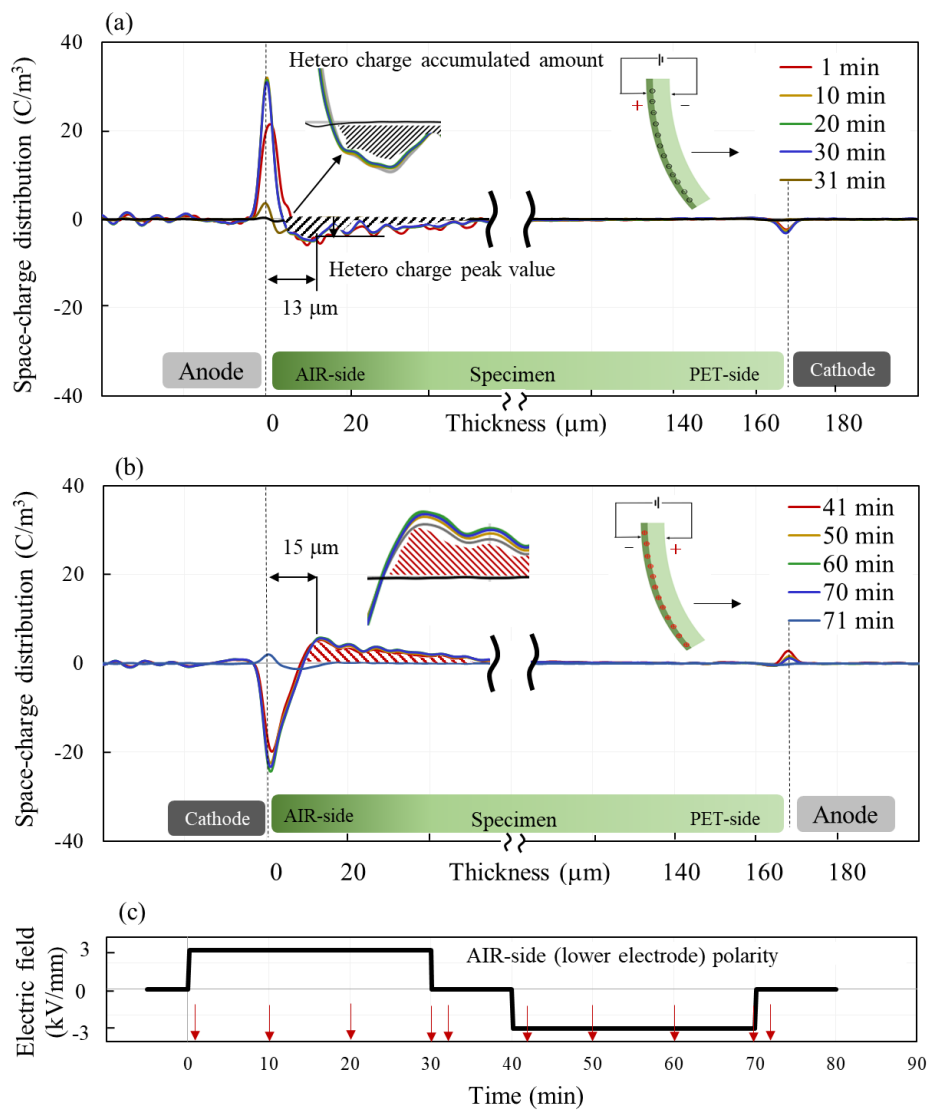 (a)
Space-charge distribution (C/m³)
40
20
0
-20
-40
Hetero charge accumulated amount
+
−
1 min
10 min
20 min
30 min
31 min
Hetero charge peak value
13 μm
Anode
AIR-side
Specimen
PET-side
Cathode
0
20
Thickness (μm)
140
160
180
(b)
Space-charge distribution (C/m³)
40
20
0
-20
-40
15 μm
−
+
41 min
50 min
60 min
70 min
71 min
Cathode
AIR-side
Specimen
PET-side
Anode
0
20
Thickness (μm)
140
160
180
(c)
Electric field
(kV/mm)
3
0
-3
AIR-side (lower electrode) polarity
0 10 20 30 40 50 60 70 80 90
Time (min)